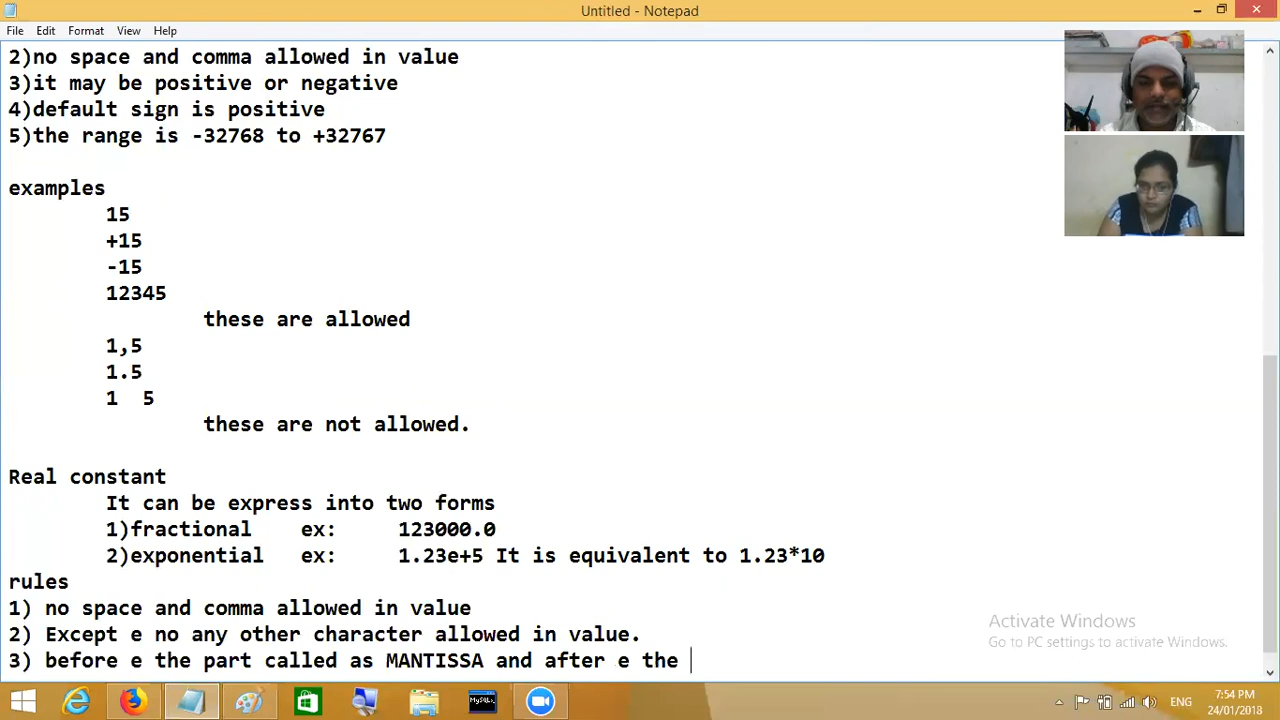 Untitled - Notepad
File Edit Format View Help
2)no space and comma allowed in value
3)it may be positive or negative
4)default sign is positive
5)the range is -32768 to +32767
examples
15
+15
-15
12345
these are allowed
1,5
1.5
1  5
these are not allowed.
Real constant
It can be express into two forms
1)fractional ex: 123000.0
2)exponential ex: 1.23e+5 It is equivalent to 1.23*10
rules
1) no space and comma allowed in value
2) Except e no any other character allowed in value.
3) before e the part called as MANTISSA and after e the
Activate Windows
Go to PC settings to activate Windows.
MySQL
ENG
7:54 PM
24/01/2018